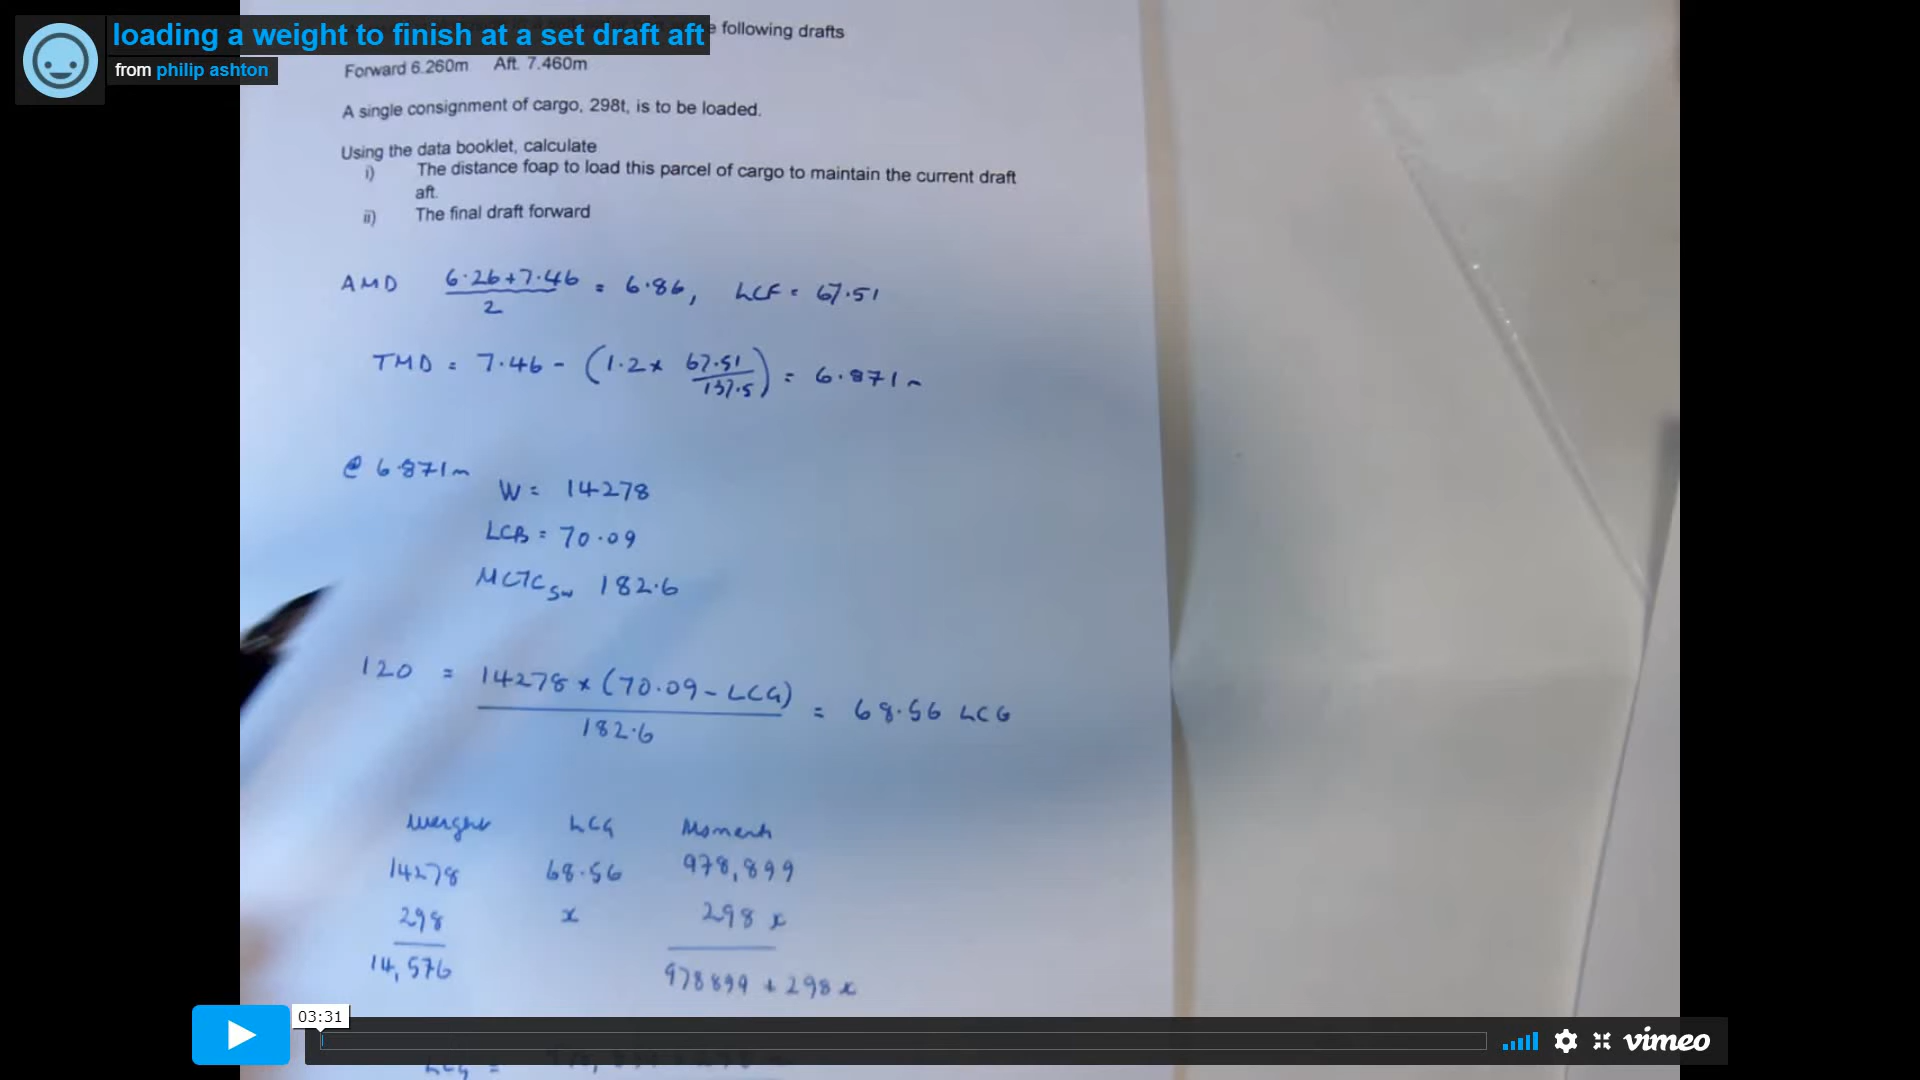 loading a weight to finish at a set draft aft
from philip ashton
following drafts
Forward 6.260m Aft. 7.460m
A single consignment of cargo, 298t, is to be loaded.
Using the data booklet, calculate
i) The distance foap to load this parcel of cargo to maintain the current draft
aft.
ii) The final draft forward
AMD 6.26+7.46 = 6.86, LCF = 67.51
2
TMD = 7.46 - (1.2 x 67.51 ) = 6.871m
137.5
@ 6.871m
W = 14278
LCB = 70.09
MCTC SW 182.6
120 = 14278 x (70.09 - LCG) = 68.56 LCG
182.6
Weight LCG Moment
14278 68.56 978,899
298 x 298 x
14,576 978899 + 298 x
LCG =
03:31
vimeo